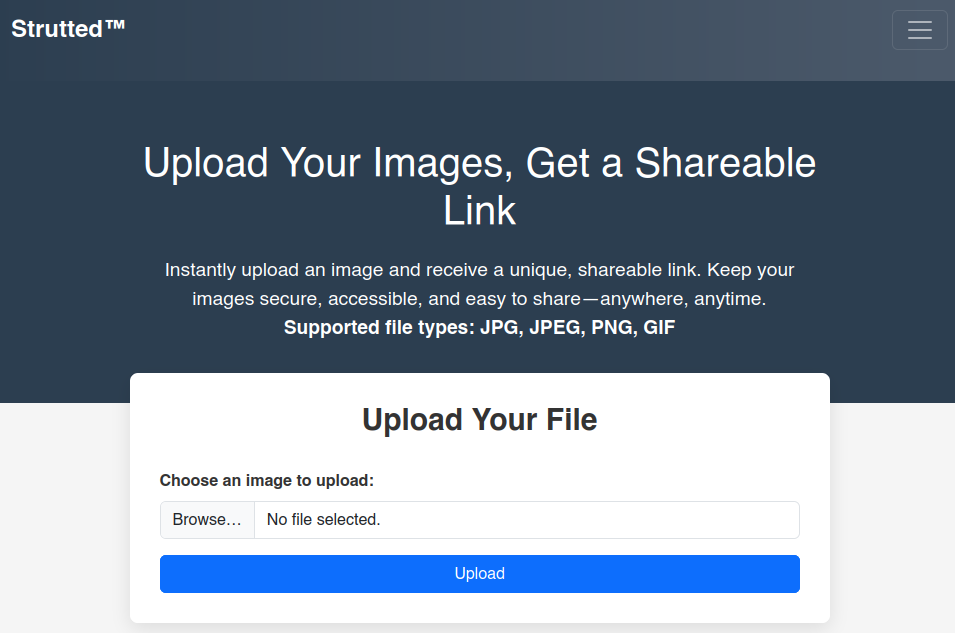 Strutted™
Upload Your Images, Get a Shareable
Link
Instantly upload an image and receive a unique, shareable link. Keep your
images secure, accessible, and easy to share—anywhere, anytime.
Supported file types: JPG, JPEG, PNG, GIF
Upload Your File
Choose an image to upload:
Browse… No file selected.
Upload